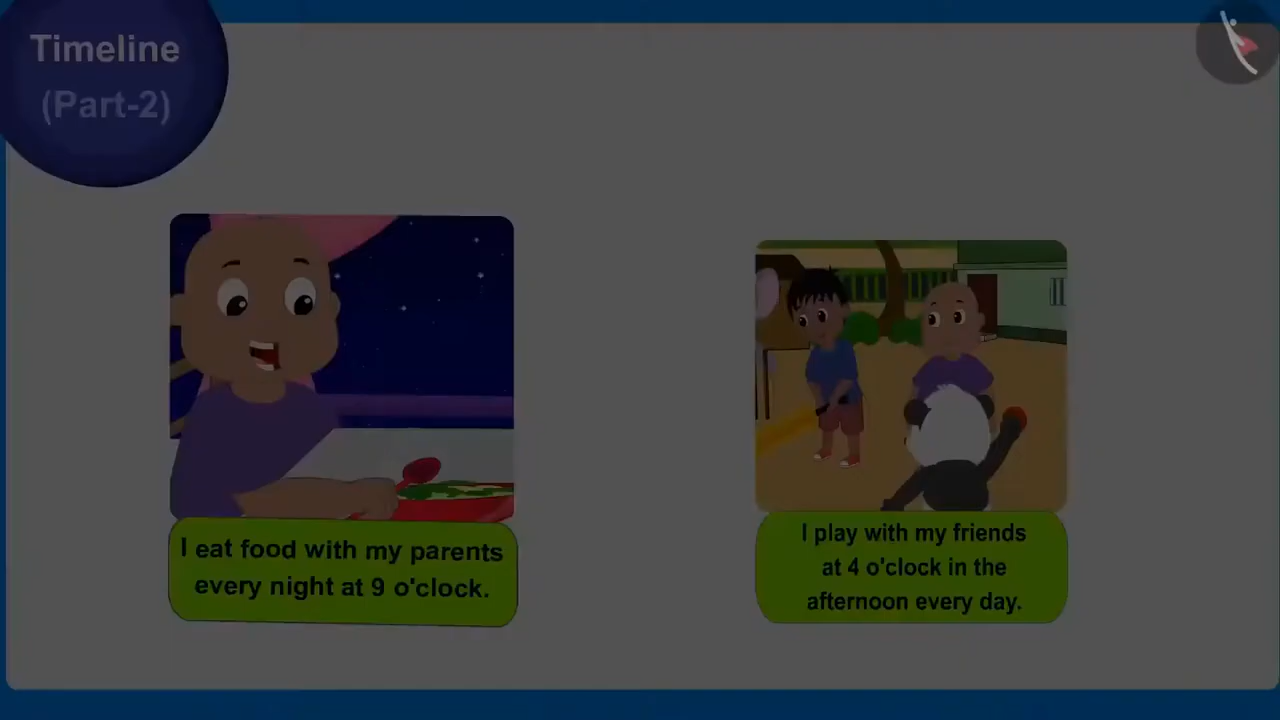 Timeline
(Part-2)
I eat food with my parents
every night at 9 o'clock.
I play with my friends
at 4 o'clock in the
afternoon every day.